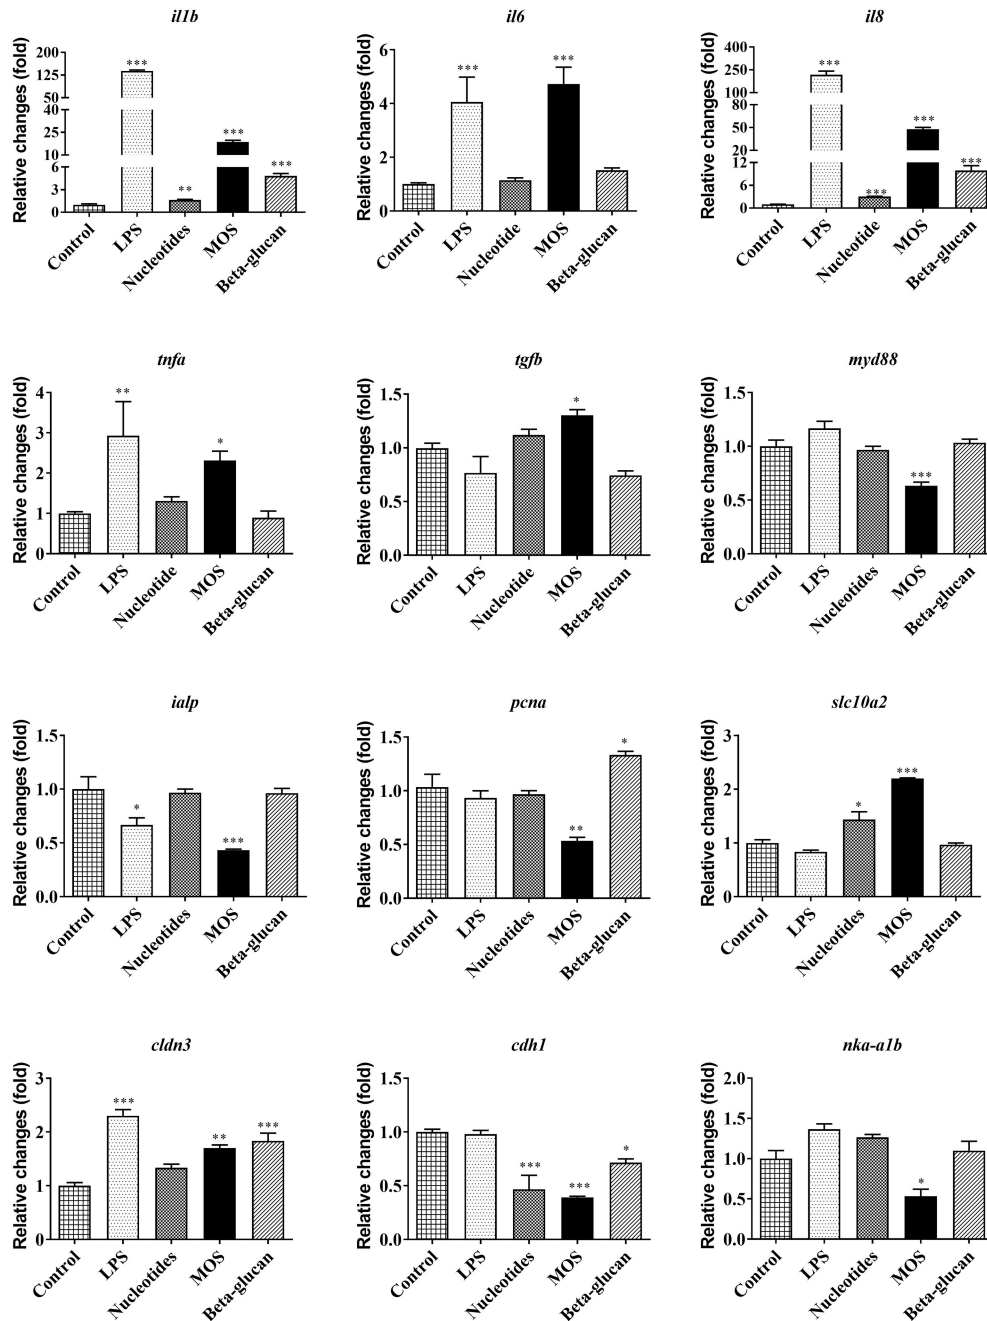 il1b
Relative changes (fold)
200
125
50
40
25
10
6
3
0
***
**
***
***
Control
LPS
Nucleotides
MOS
Beta-glucan
il6
Relative changes (fold)
6
4
2
0
***
***
Control
LPS
Nucleotide
MOS
Beta-glucan
il8
Relative changes (fold)
400
250
100
80
50
20
12
6
0
***
***
***
***
Control
LPS
Nucleotide
MOS
Beta-glucan
tnfa
Relative changes (fold)
4
3
2
1
0
**
*
Control
LPS
Nucleotide
MOS
Beta-glucan
tgfb
Relative changes (fold)
1.5
1.0
0.5
0.0
*
Control
LPS
Nucleotide
MOS
Beta-glucan
myd88
Relative changes (fold)
1.5
1.0
0.5
0.0
***
Control
LPS
Nucleotides
MOS
Beta-glucan
ialp
Relative changes (fold)
1.5
1.0
0.5
0.0
*
***
Control
LPS
Nucleotides
MOS
Beta-glucan
pcna
Relative changes (fold)
1.5
1.0
0.5
0.0
**
*
Control
LPS
Nucleotides
MOS
Beta-glucan
slc10a2
Relative changes (fold)
3
2
1
0
*
***
Control
LPS
Nucleotides
MOS
Beta-glucan
cldn3
Relative changes (fold)
3
2
1
0
***
**
***
Control
LPS
Nucleotides
MOS
Beta-glucan
cdh1
Relative changes (fold)
1.5
1.0
0.5
0.0
***
***
*
Control
LPS
Nucleotides
MOS
Beta-glucan
nka-a1b
Relative changes (fold)
2.0
1.5
1.0
0.5
0.0
*
Control
LPS
Nucleotides
MOS
Beta-glucan